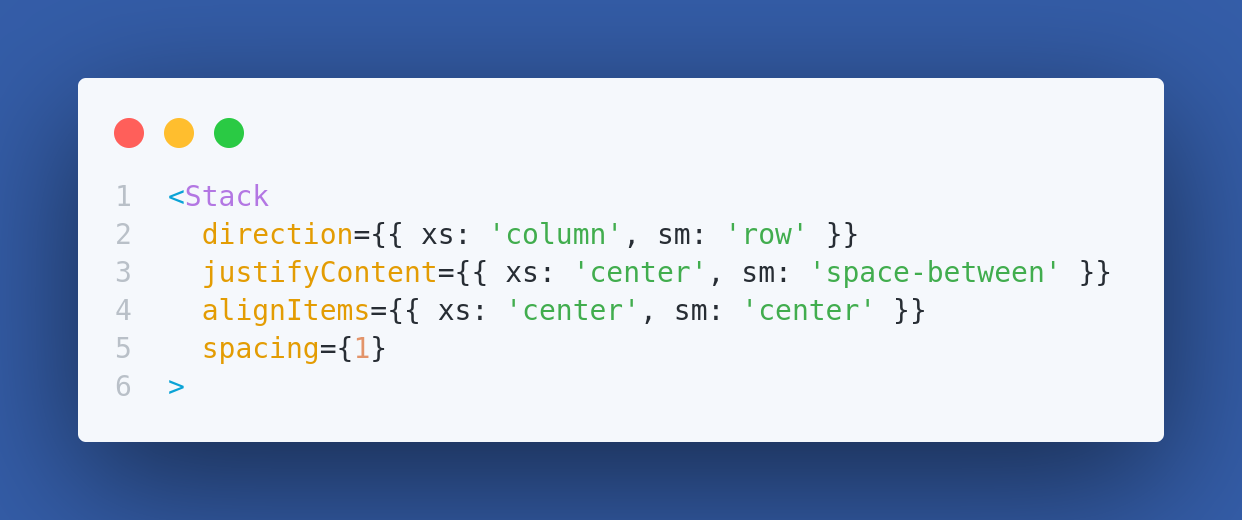 1 <Stack
2   direction={{ xs: 'column', sm: 'row' }}
3   justifyContent={{ xs: 'center', sm: 'space-between' }}
4   alignItems={{ xs: 'center', sm: 'center' }}
5   spacing={1}
6 >